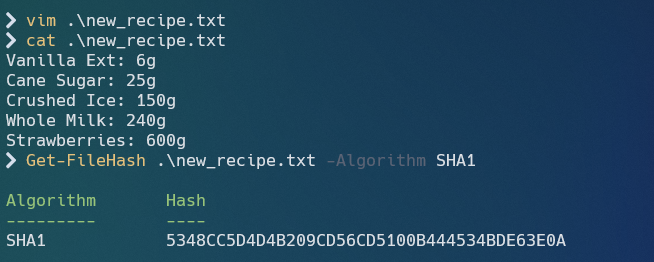 ❯ vim .\new_recipe.txt
❯ cat .\new_recipe.txt
Vanilla Ext: 6g
Cane Sugar: 25g
Crushed Ice: 150g
Whole Milk: 240g
Strawberries: 600g
❯ Get-FileHash .\new_recipe.txt -Algorithm SHA1
Algorithm       Hash
---------       ----
SHA1            5348CC5D4D4B209CD56CD5100B444534BDE63E0A